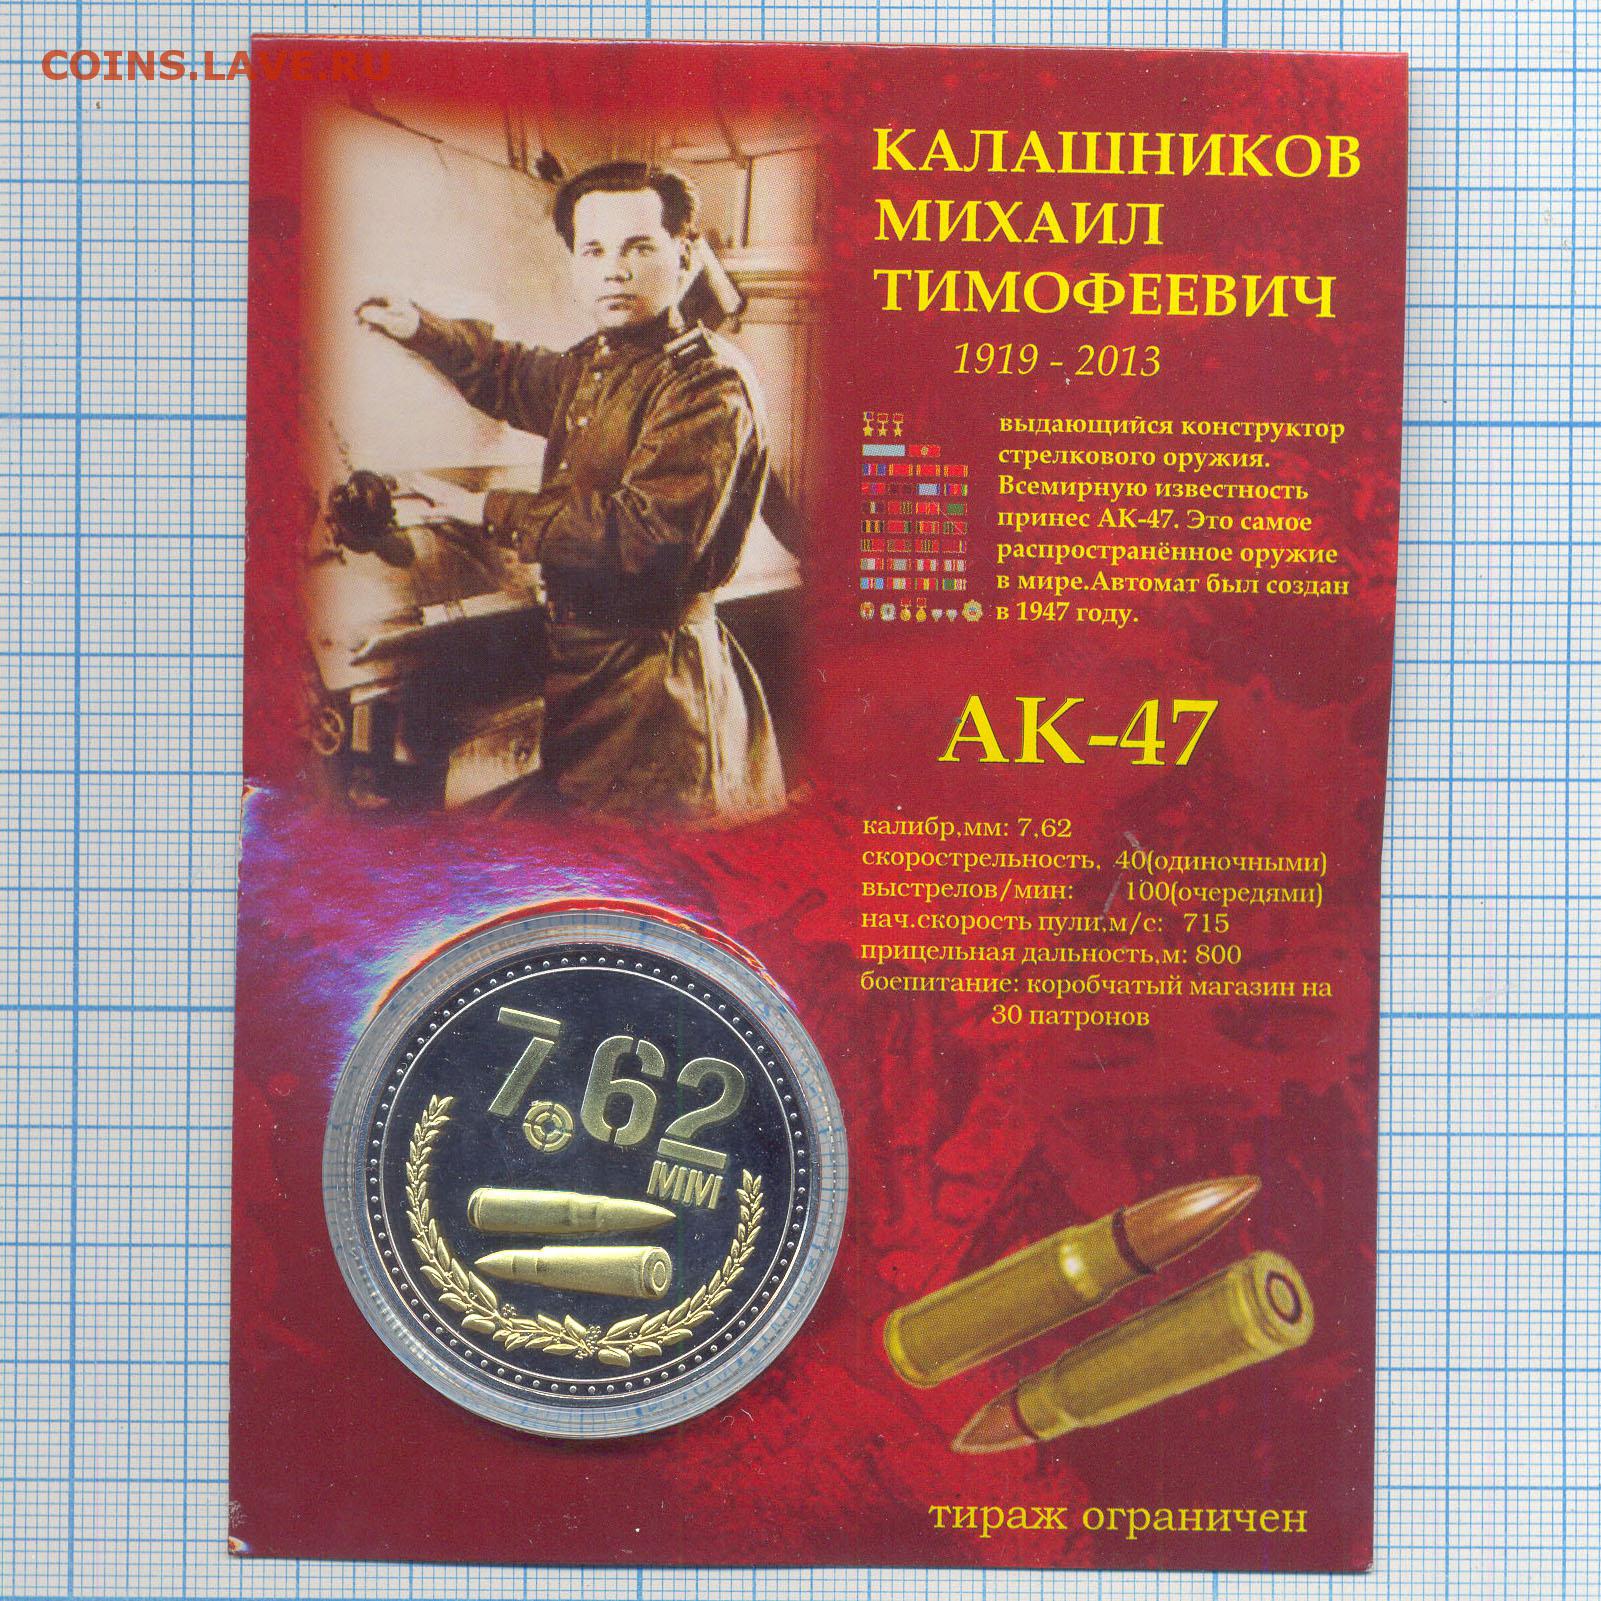 COINS.LAVE.RU
КАЛАШНИКОВ
МИХАИЛ
ТИМОФЕЕВИЧ
1919 - 2013
выдающийся конструктор
стрелкового оружия.
Всемирную известность
принес АК-47. Это самое
распространённое оружие
в мире.Автомат был создан
в 1947 году.
АК-47
калибр,мм: 7,62
скорострельность, 40(одиночными)
выстрелов/мин: 100(очередями)
нач.скорость пули,м/с: 715
прицельная дальность,м: 800
боепитание: коробчатый магазин на
30 патронов
7.62
ММ
тираж ограничен